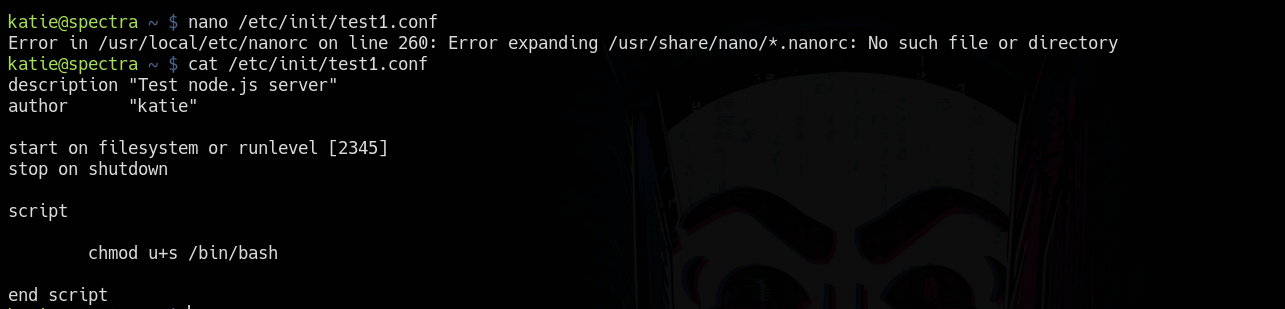 katie@spectra ~ $ nano /etc/init/test1.conf
Error in /usr/local/etc/nanorc on line 260: Error expanding /usr/share/nano/*.nanorc: No such file or directory
katie@spectra ~ $ cat /etc/init/test1.conf
description "Test node.js server"
author      "katie"
start on filesystem or runlevel [2345]
stop on shutdown
script
        chmod u+s /bin/bash
end script